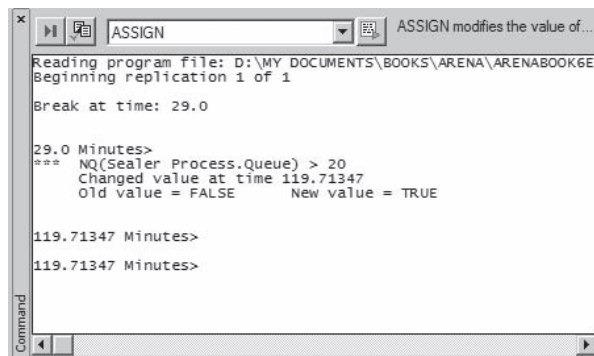 ASSIGN
ASSIGN modifies the value of...
Reading program file: D:\MY DOCUMENTS\BOOKS\ARENA\ARENABOOK6E
Beginning replication 1 of 1
Break at time: 29.0
29.0 Minutes>
*** NQ(Sealer Process.Queue) > 20
Changed value at time 119.71347
Old value = FALSE New value = TRUE
119.71347 Minutes>
119.71347 Minutes>
Command